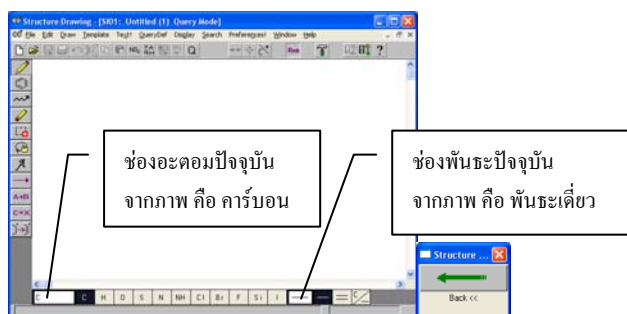 Structure Drawing - [SK01: Untitled (1) Query Mode]
File Edit Draw Template Text QueryDef Display Search Preferences! Window Help
NO₂
Q
Rxn
?
ช่องอะตอมปัจจุบัน
จากภาพ คือ คาร์บอน
ช่องพันธะปัจจุบัน
จากภาพ คือ พันธะเดี่ยว
A+B
C=X
C C H O S N NH Cl Br F Si I
Structure ...
Back <<